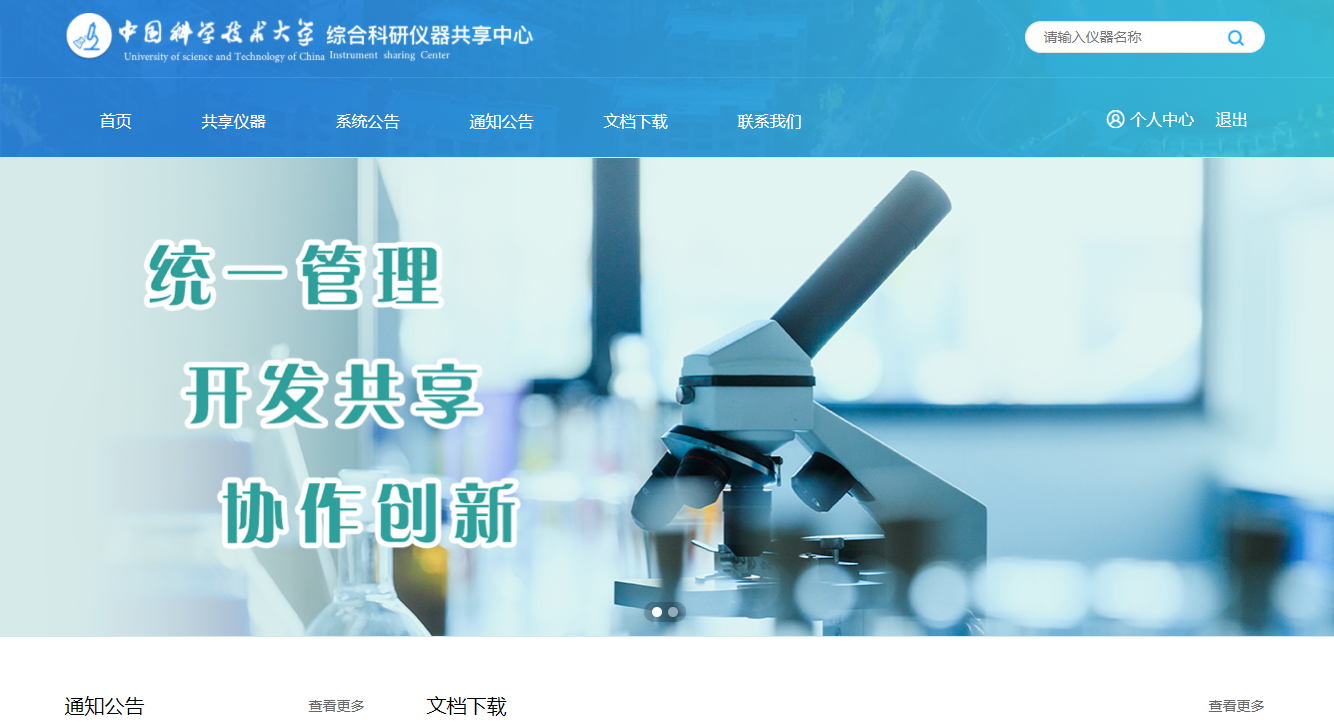 中国科学技术大学 综合科研仪器共享中心
University of science and Technology of China Instrument sharing Center
请输入仪器名称
首页 共享仪器 系统公告 通知公告 文档下载 联系我们 个人中心 退出
统一管理
开发共享
协作创新
通知公告 查看更多 文档下载 查看更多